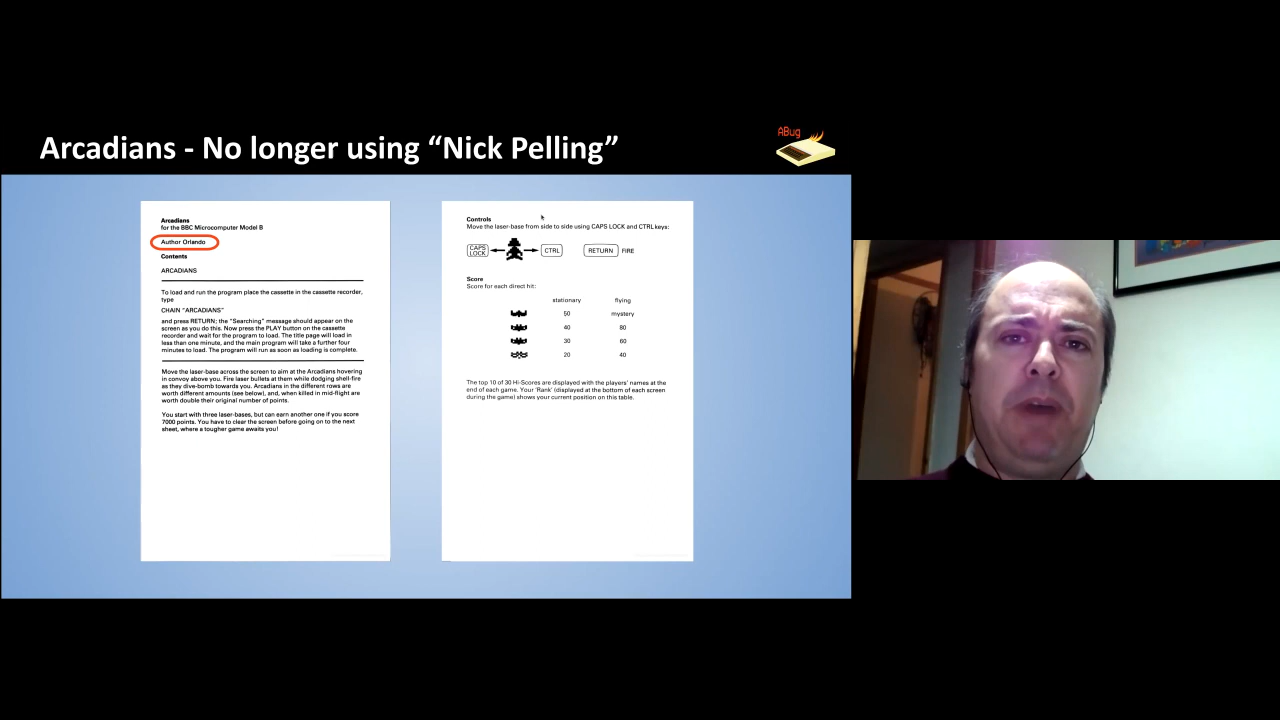 Arcadians - No longer using “Nick Pelling”
ABug
Arcadians
for the BBC Microcomputer Model B
Author Orlando
Contents
ARCADIANS
To load and run the program place the cassette in the cassette recorder,
type
CHAIN "ARCADIANS"
and press RETURN; the "Searching" message should appear on the
screen as you do this. Now press the PLAY button on the cassette
recorder and wait for the program to load. The title page will load in
less than one minute, and the main program will take a further four
minutes to load. The program will run as soon as loading is complete.
Move the laser-base across the screen to aim at the Arcadians hovering
in convoy above you. Fire laser bullets at them while dodging shell-fire
as they dive-bomb towards you. Arcadians in the different rows are
worth different amounts (see below), and, when killed in mid-flight are
worth double their original number of points.
You start with three laser-bases, but can earn another one if you score
7000 points. You have to clear the screen before going on to the next
sheet, where a tougher game awaits you!
Controls
Move the laser-base from side to side using CAPS LOCK and CTRL keys:
CAPS
LOCK
CTRL
RETURN FIRE
Score
Score for each direct hit:
stationary flying
50 mystery
40 80
30 60
20 40
The top 10 of 30 Hi-Scores are displayed with the players' names at the
end of each game. Your 'Rank' (displayed at the bottom of each screen
during the game) shows your current position on this table.